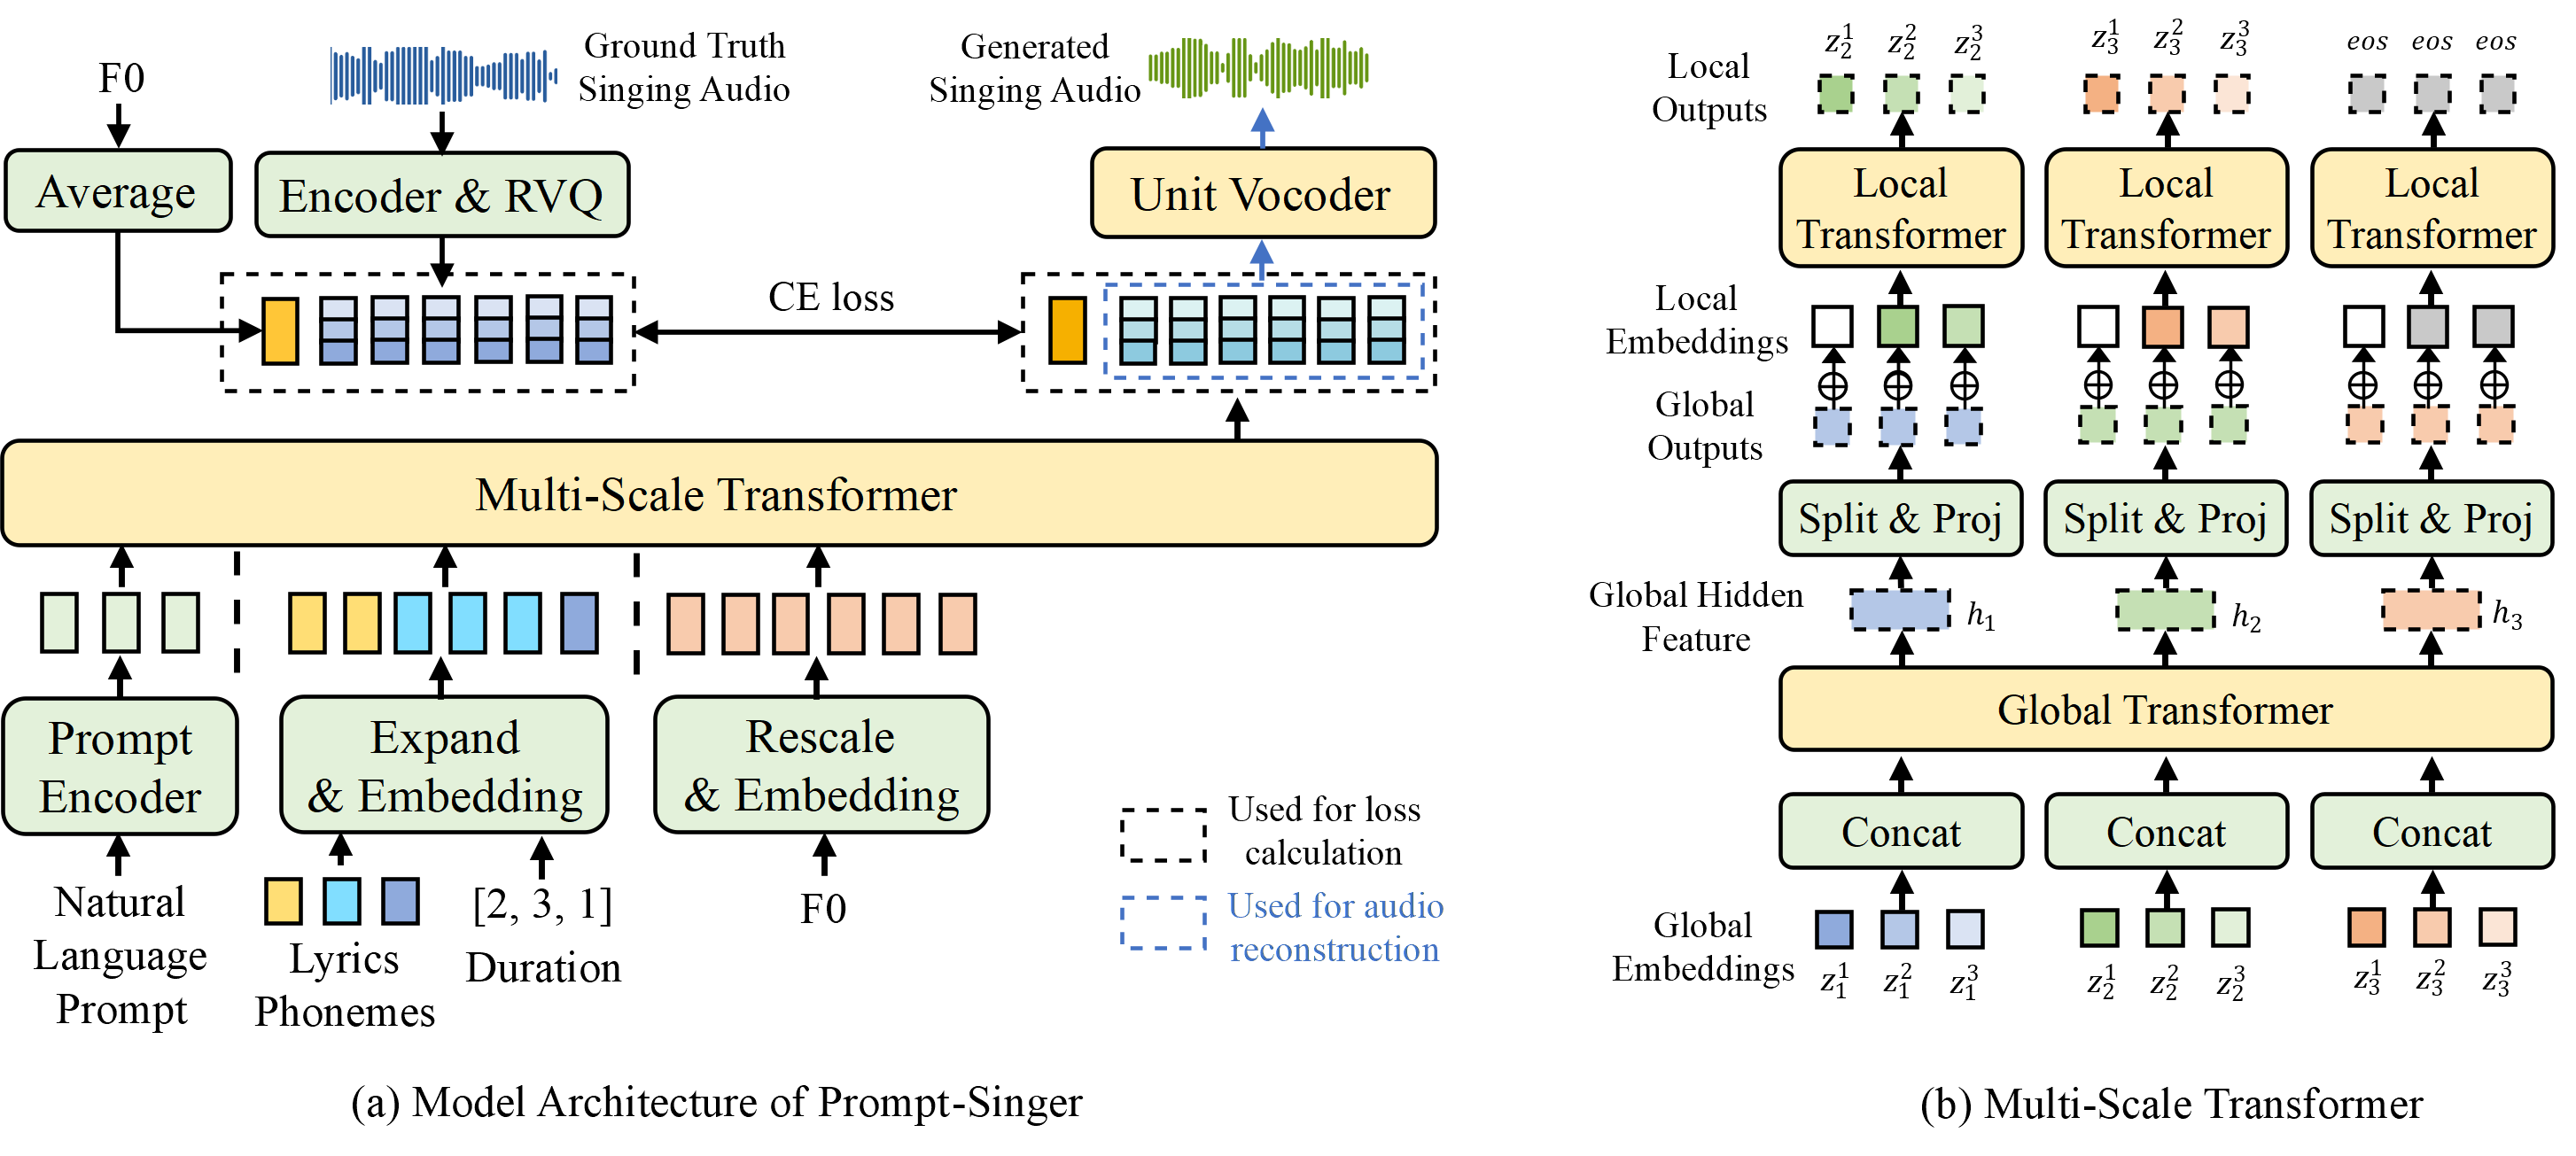 F0
Ground Truth
Singing Audio
Generated
Singing Audio
Average
Encoder & RVQ
Unit Vocoder
CE loss
Multi-Scale Transformer
Prompt
Encoder
Expand
& Embedding
Rescale
& Embedding
Natural
Language
Prompt
Lyrics
Phonemes
[2, 3, 1]
Duration
F0
Used for loss
calculation
Used for audio
reconstruction
(a) Model Architecture of Prompt-Singer
Local
Outputs
z_2^1 z_2^2 z_2^3 z_3^1 z_3^2 z_3^3 eos eos eos
Local
Transformer
Local
Transformer
Local
Transformer
Local
Embeddings
Global
Outputs
Split & Proj
Split & Proj
Split & Proj
Global Hidden
Feature
h_1
h_2
h_3
Global Transformer
Concat
Concat
Concat
Global
Embeddings
z_1^1 z_1^2 z_1^3 z_2^1 z_2^2 z_2^3 z_3^1 z_3^2 z_3^3
(b) Multi-Scale Transformer